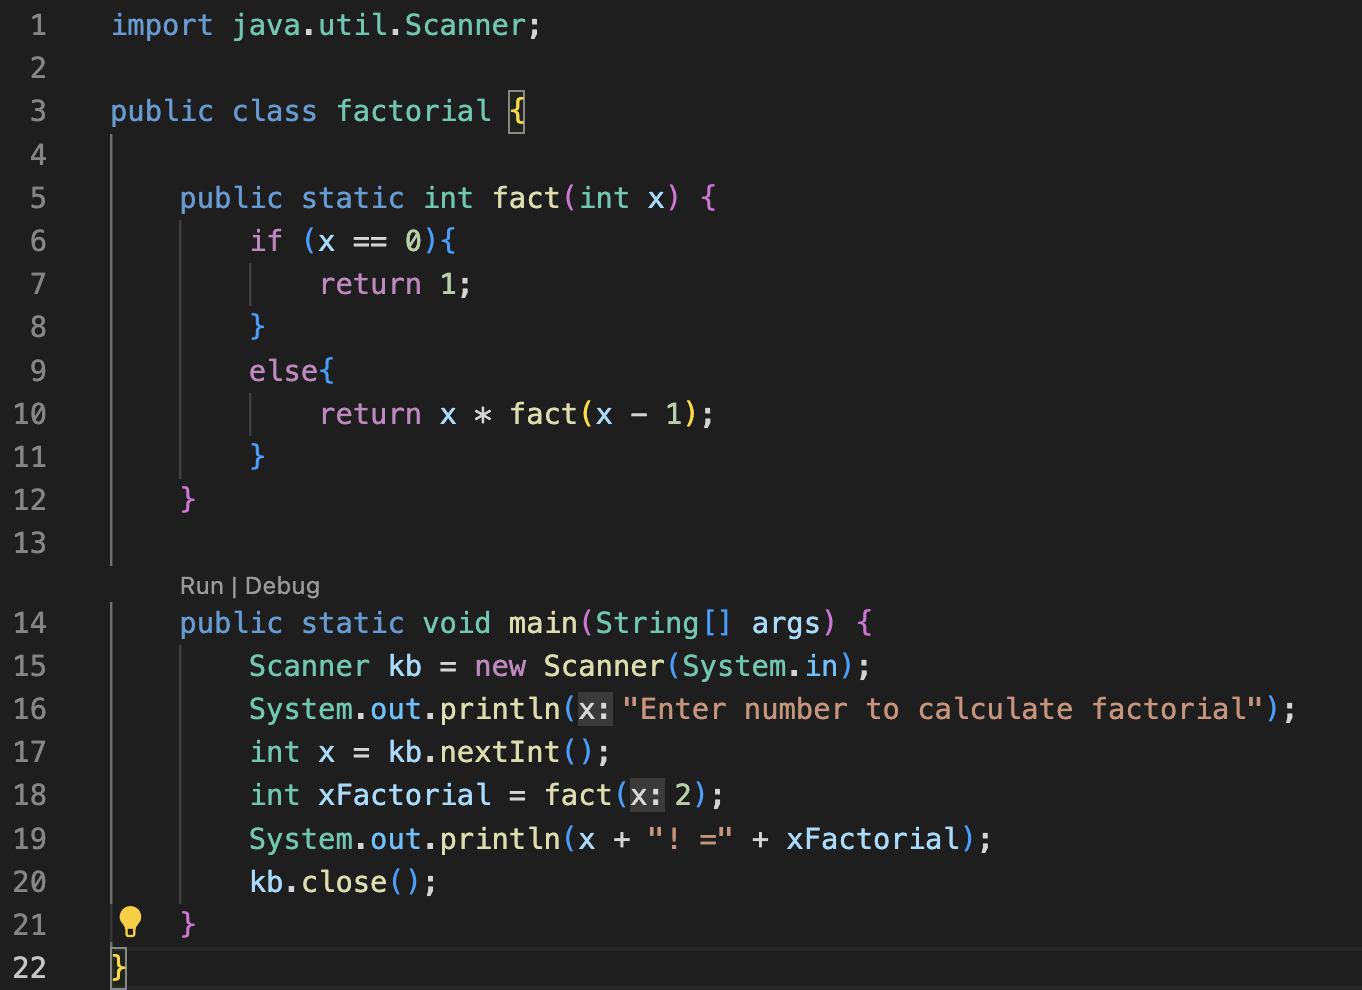 1 import java.util.Scanner;
2
3 public class factorial {
4
5     public static int fact(int x) {
6         if (x == 0){
7             return 1;
8         }
9         else{
10             return x * fact(x - 1);
11         }
12     }
13
Run | Debug
14     public static void main(String[] args) {
15         Scanner kb = new Scanner(System.in);
16         System.out.println(x: "Enter number to calculate factorial");
17         int x = kb.nextInt();
18         int xFactorial = fact(x: 2);
19         System.out.println(x + "! =" + xFactorial);
20         kb.close();
21     }
22 }